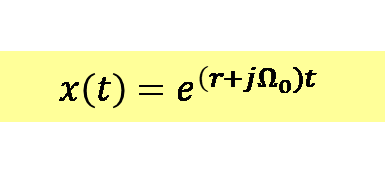 x(t) = e^(r+jΩ₀)t